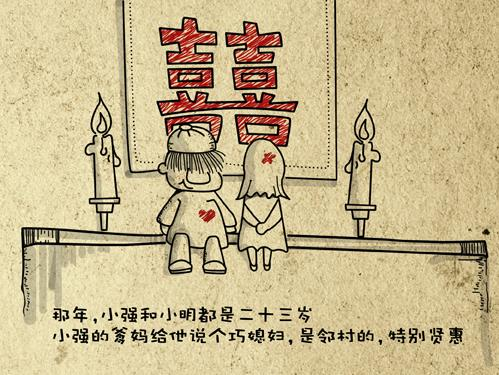 囍
那年,小强和小明都是二十三岁
小强的爹妈给他说个巧媳妇,是邻村的,特别贤惠